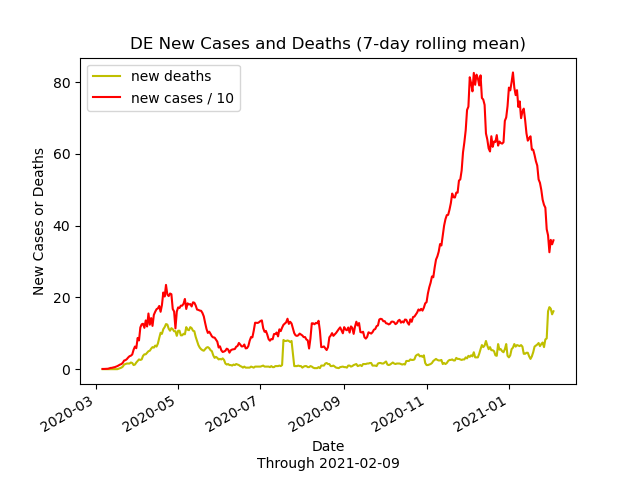 DE New Cases and Deaths (7-day rolling mean)
new deaths
new cases / 10
80
60
40
20
0
New Cases or Deaths
2020-03
2020-05
2020-07
2020-09
2020-11
2021-01
Date
Through 2021-02-09